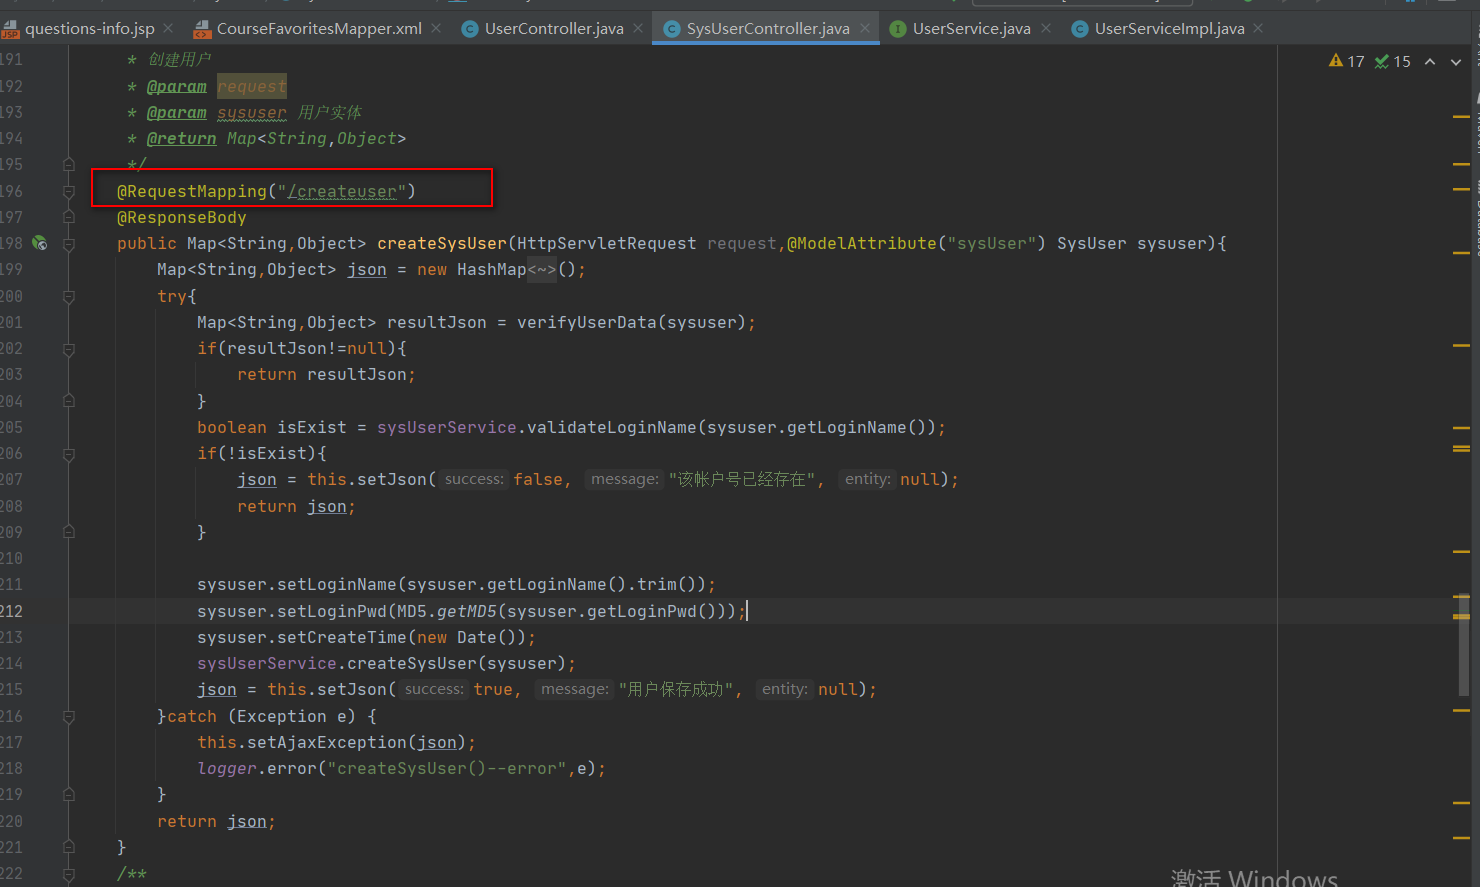 questions-info.jsp
CourseFavoritesMapper.xml
UserController.java
SysUserController.java
UserService.java
UserServiceImpl.java
17
15
191 * 创建用户
192 * @param request
193 * @param sysuser 用户实体
194 * @return Map<String,Object>
195 */
196 @RequestMapping("/createuser")
197 @ResponseBody
198 public Map<String,Object> createSysUser(HttpServletRequest request,@ModelAttribute("sysUser") SysUser sysuser){
199 Map<String,Object> json = new HashMap<~>();
200 try{
201 Map<String,Object> resultJson = verifyUserData(sysuser);
202 if(resultJson!=null){
203 return resultJson;
204 }
205 boolean isExist = sysUserService.validateLoginName(sysuser.getLoginName());
206 if(!isExist){
207 json = this.setJson( success: false, message: "该帐户号已经存在", entity: null);
208 return json;
209 }
210
211 sysuser.setLoginName(sysuser.getLoginName().trim());
212 sysuser.setLoginPwd(MD5.getMD5(sysuser.getLoginPwd()));
213 sysuser.setCreateTime(new Date());
214 sysUserService.createSysUser(sysuser);
215 json = this.setJson( success: true, message: "用户保存成功", entity: null);
216 }catch (Exception e) {
217 this.setAjaxException(json);
218 logger.error("createSysUser()--error",e);
219 }
220 return json;
221 }
222 /**
激活 Windows